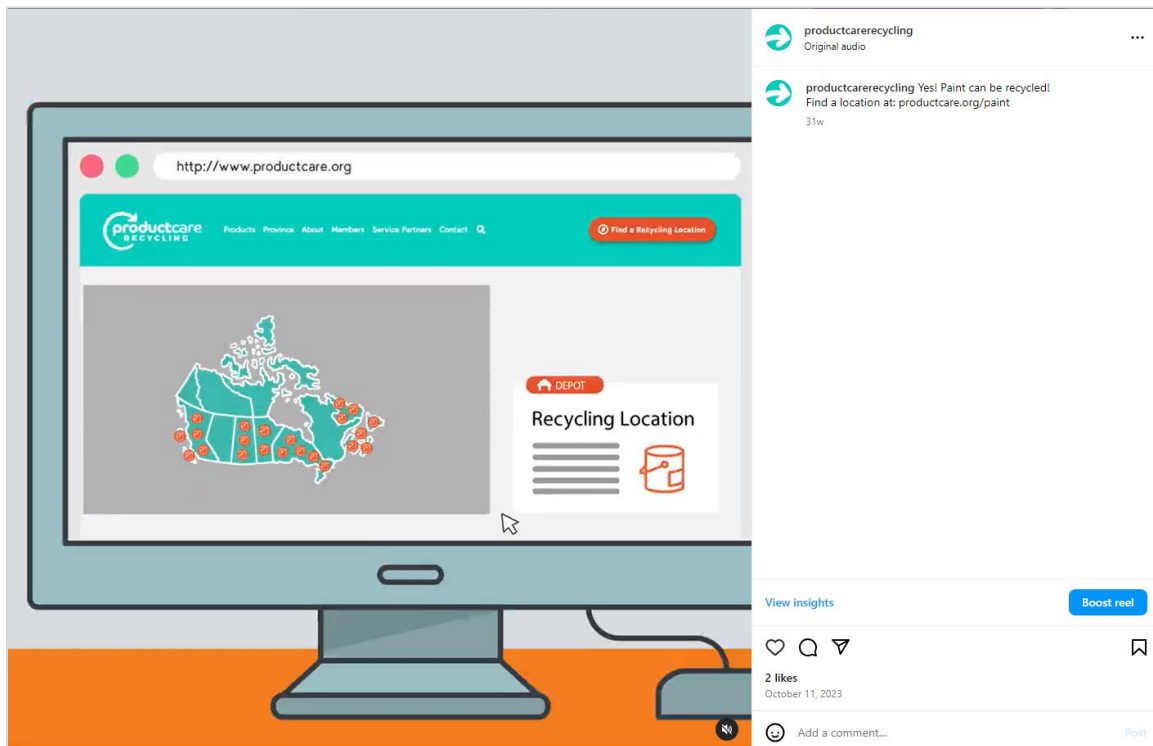 http://www.productcare.org
productcare
RECYCLING
Products Province About Members Service Partners Contact
Find a Recycling Location
DEPOT
Recycling Location
productcarerecycling
Original audio
productcarerecycling Yes! Paint can be recycled!
Find a location at: productcare.org/paint
31w
View insights
Boost reel
2 likes
October 11, 2023
Add a comment...
Post